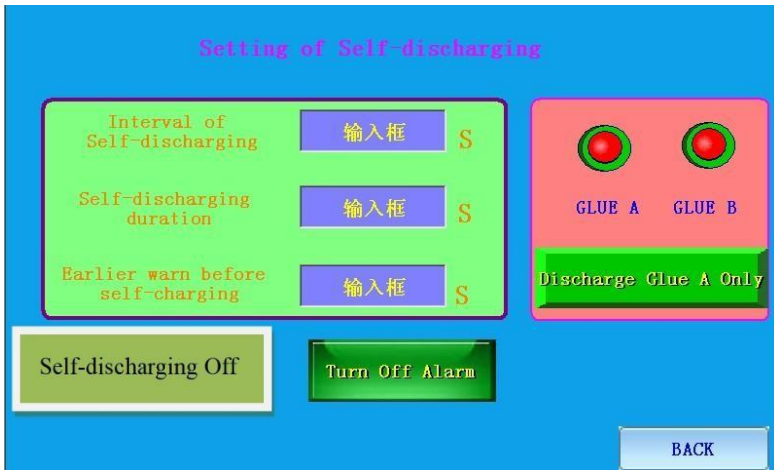 Setting of Self-discharging
Interval of
Self-discharging
输入框 S
Self-discharging
duration
输入框 S
Earlier warn before
self-charging
输入框 S
GLUE A GLUE B
Discharge Glue A Only
Self-discharging Off
Turn Off Alarm
BACK